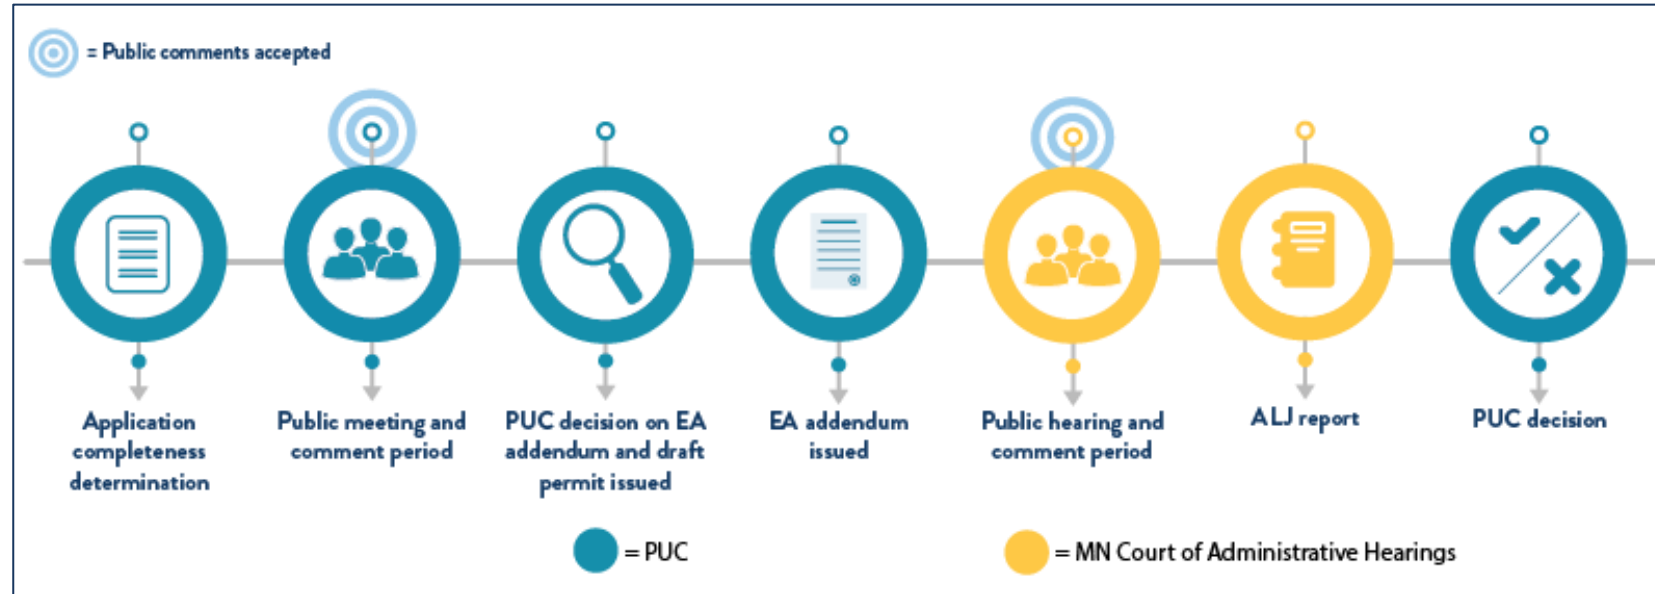 = Public comments accepted
Application
completeness
determination
Public meeting and
comment period
PUC decision on EA
addendum and draft
permit issued
EA addendum
issued
Public hearing and
comment period
ALJ report
PUC decision
= PUC
= MN Court of Administrative Hearings